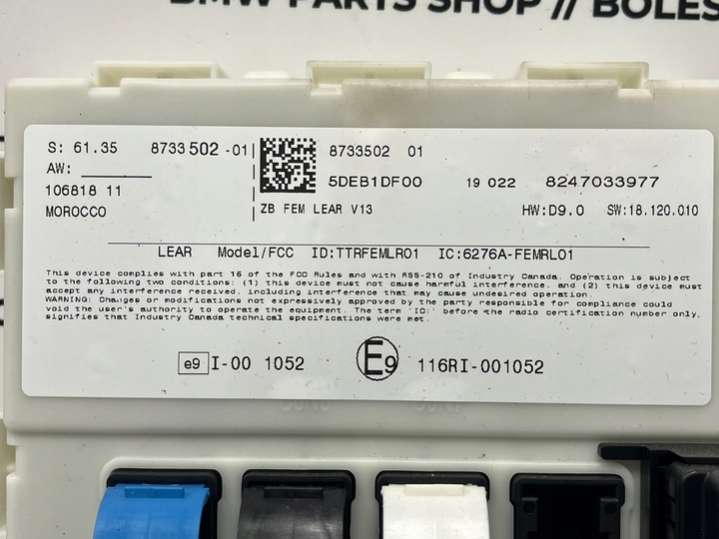 BMW PARTS SHOP // BOLES
S: 61.35 8733 502 -01
AW:
106818 11
MOROCCO
8733502 01
5DEB1DF00 19 022 8247033977
ZB FEM LEAR V13 HW:D9.0 SW:18.120.010
LEAR Model/FCC ID:TTRFEMLR01 IC:6276A-FEMRL01
This device complies with part 15 of the FCC Rules and with RSS-210 of Industry Canada. Operation is subject
to the following two conditions: (1) this device must not cause harmful interference, and (2) this device must
accept any interference received, including interference that may cause undesired operation.
WARNING: Changes or modifications not expressively approved by the party responsible for compliance could
void the user's authority to operate the equipment. The term 'IC:' before the radio certification number only,
signifies that Industry Canada technical specifications were met.
e9 I-00 1052 E9 116RI-001052